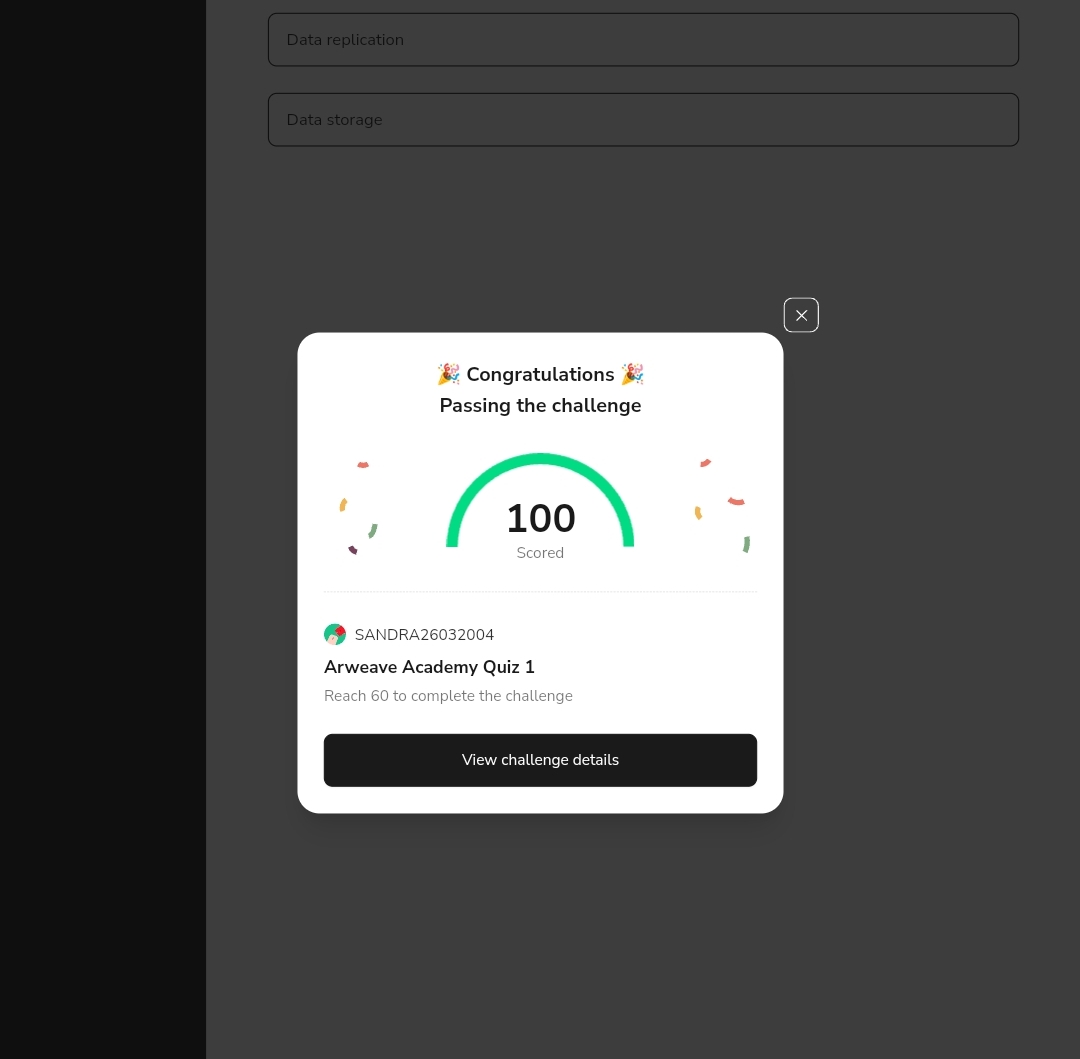 Data replication
Data storage
🎉 Congratulations 🎉
Passing the challenge
100
Scored
SANDRA26032004
Arweave Academy Quiz 1
Reach 60 to complete the challenge
View challenge details